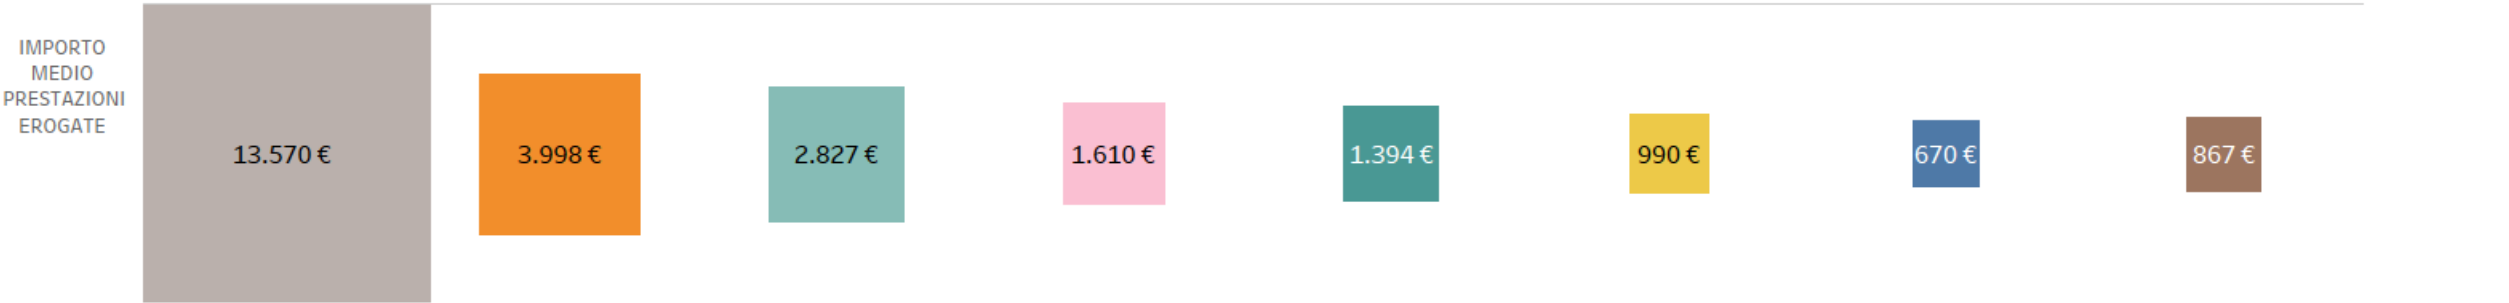 IMPORTO
MEDIO
PRESTAZIONI
EROGATE
13.570 €
3.998 €
2.827 €
1.610 €
1.394 €
990 €
670 €
867 €